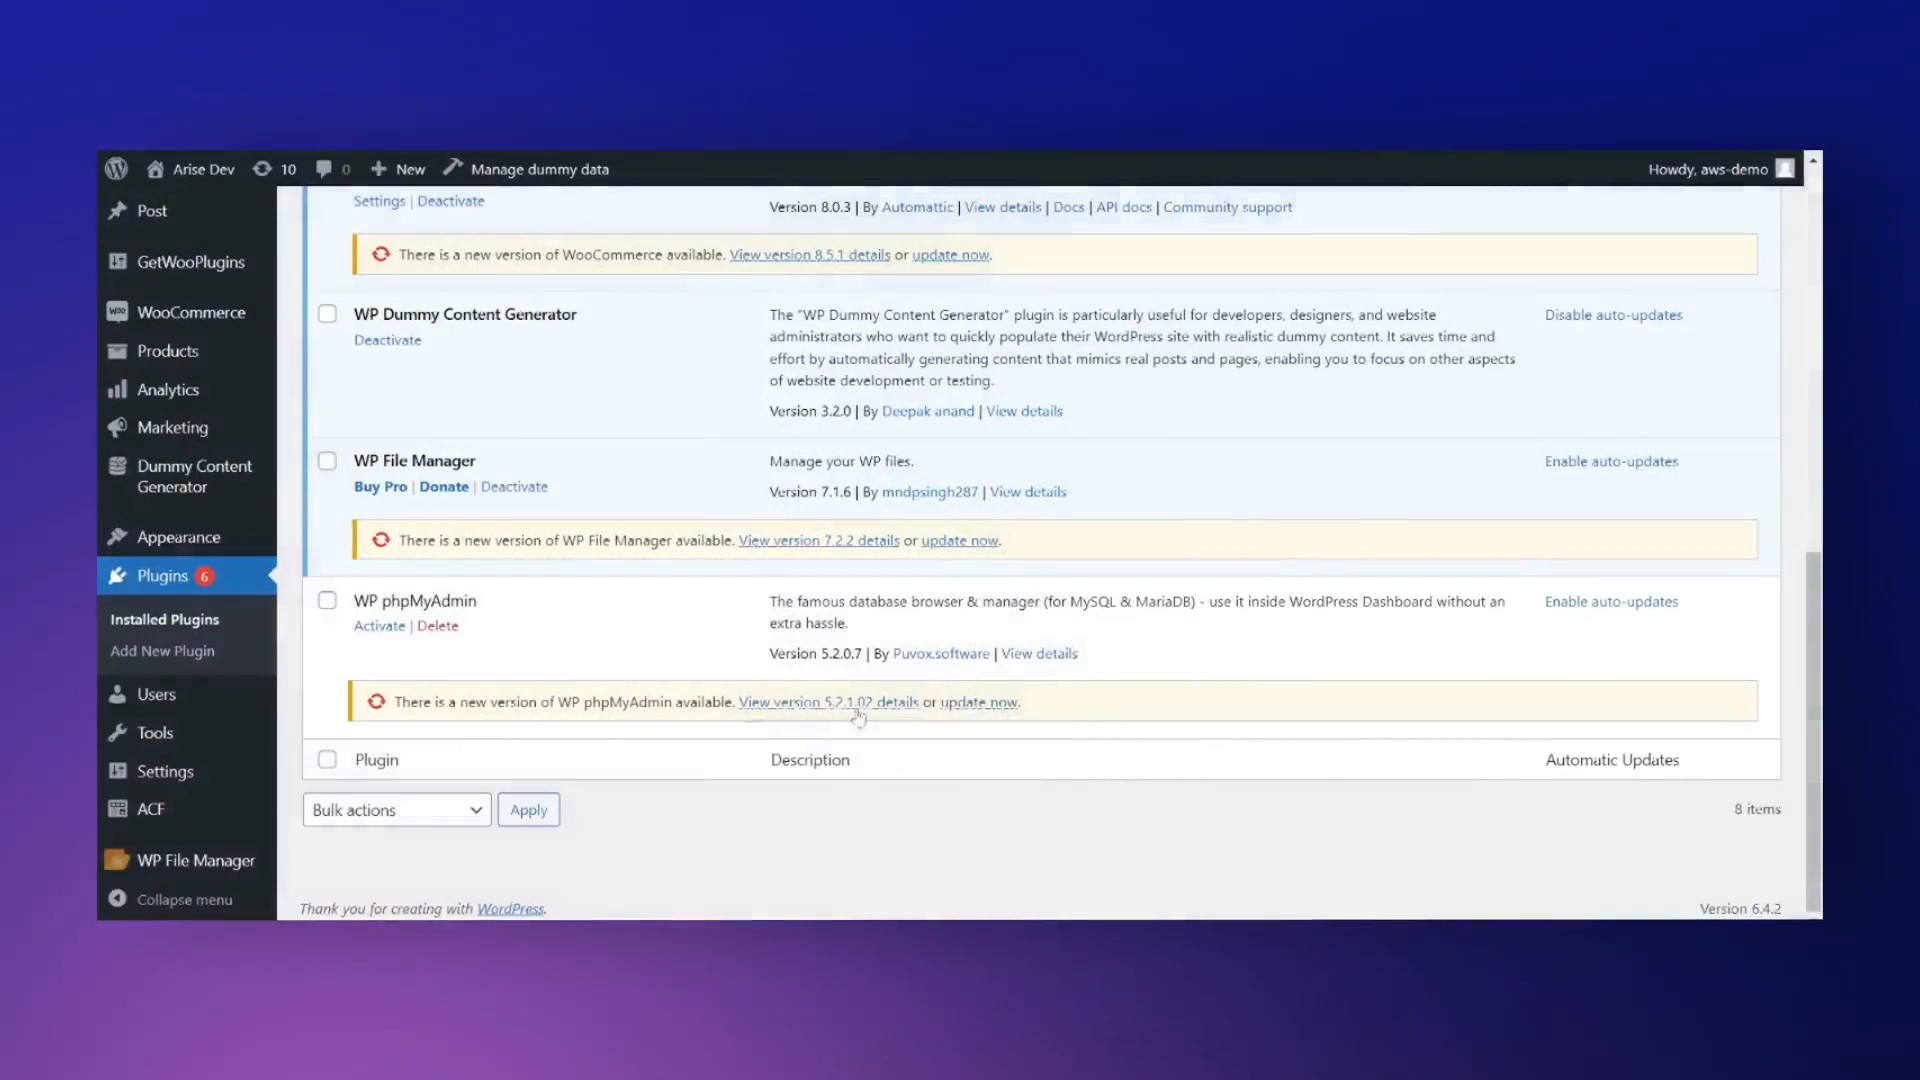 Arise Dev 10 0 New Manage dummy data Howdy, aws-demo
Post
GetWooPlugins
WooCommerce
Products
Analytics
Marketing
Dummy Content
Generator
Appearance
Plugins 6
Installed Plugins
Add New Plugin
Users
Tools
Settings
ACF
WP File Manager
Collapse menu
Settings | Deactivate
Version 8.0.3 | By Automattic | View details | Docs | API docs | Community support
There is a new version of WooCommerce available. View version 8.5.1 details or update now.
WP Dummy Content Generator
Deactivate
The "WP Dummy Content Generator" plugin is particularly useful for developers, designers, and website
administrators who want to quickly populate their WordPress site with realistic dummy content. It saves time and
effort by automatically generating content that mimics real posts and pages, enabling you to focus on other aspects
of website development or testing.
Version 3.2.0 | By Deepak anand | View details
Disable auto-updates
WP File Manager
Buy Pro | Donate | Deactivate
Manage your WP files.
Version 7.1.6 | By mndpsingh287 | View details
Enable auto-updates
There is a new version of WP File Manager available. View version 7.2.2 details or update now.
WP phpMyAdmin
Activate | Delete
The famous database browser & manager (for MySQL & MariaDB) - use it inside WordPress Dashboard without an
extra hassle.
Version 5.2.0.7 | By Puvox.software | View details
Enable auto-updates
There is a new version of WP phpMyAdmin available. View version 5.2.1.02 details or update now.
Plugin Description Automatic Updates
Bulk actions Apply 8 items
Thank you for creating with WordPress. Version 6.4.2